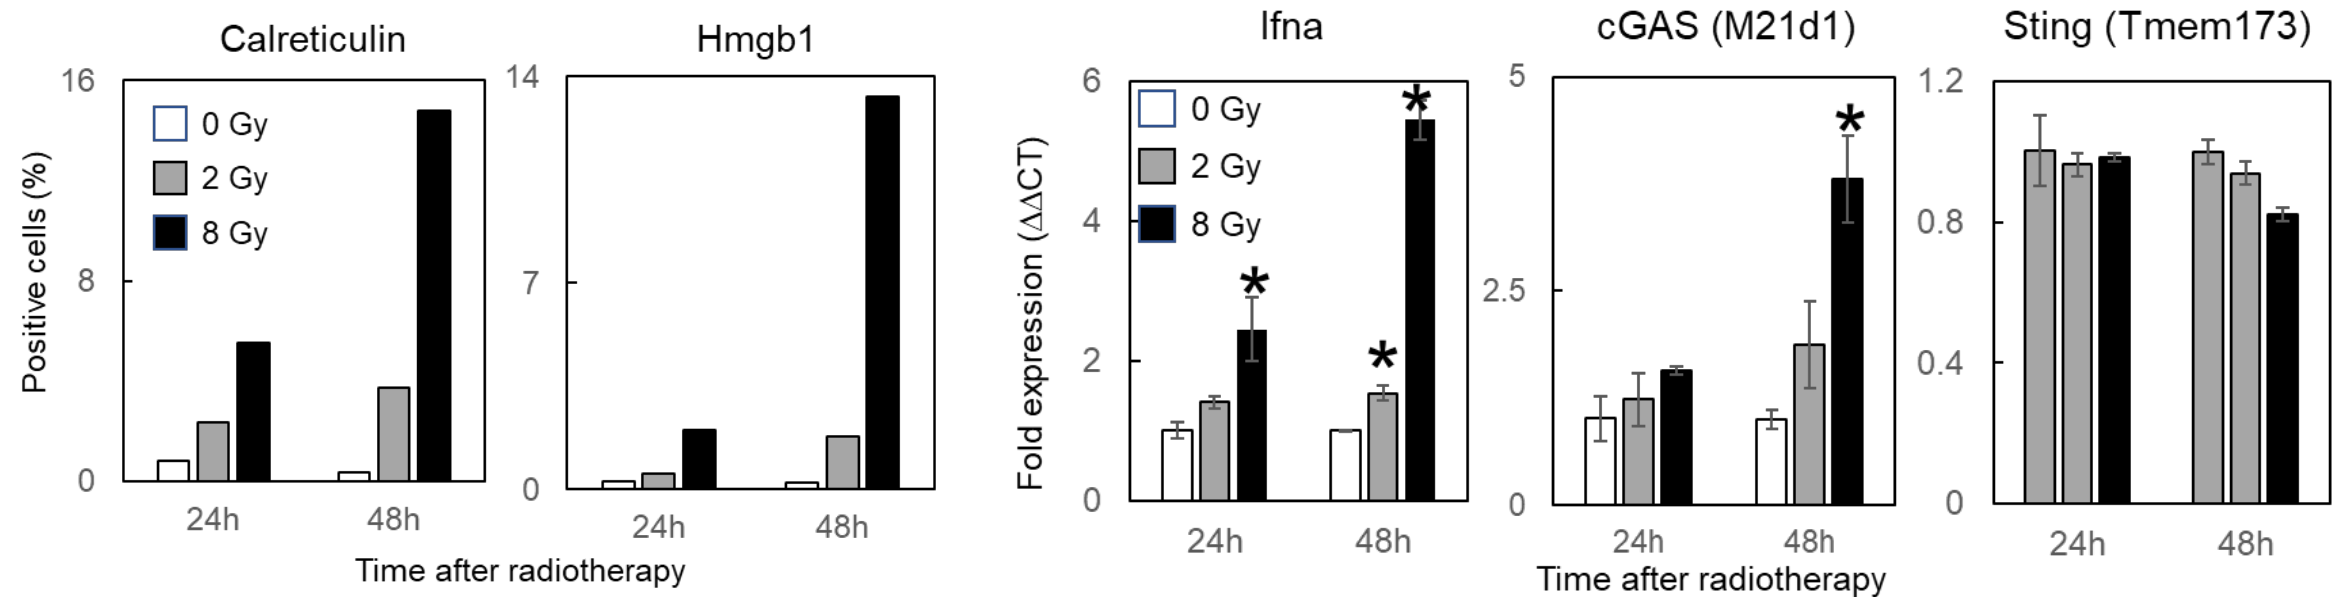 Calreticulin
Positive cells (%)
16
8
0
0 Gy
2 Gy
8 Gy
24h
48h
Hmgb1
14
7
0
24h
48h
Time after radiotherapy
Ifna
Fold expression (ΔΔCT)
6
4
2
0
0 Gy
2 Gy
8 Gy
*
*
*
24h
48h
cGAS (M21d1)
5
2.5
0
*
24h
48h
Time after radiotherapy
Sting (Tmem173)
1.2
0.8
0.4
0
24h
48h